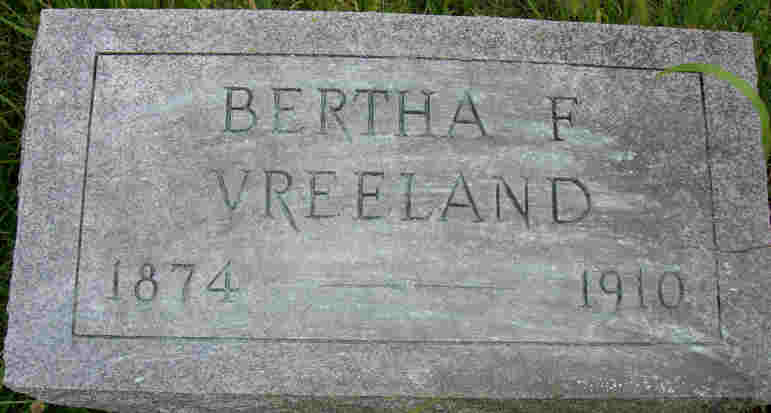 BERTHA F
VREELAND
1874 — 1910